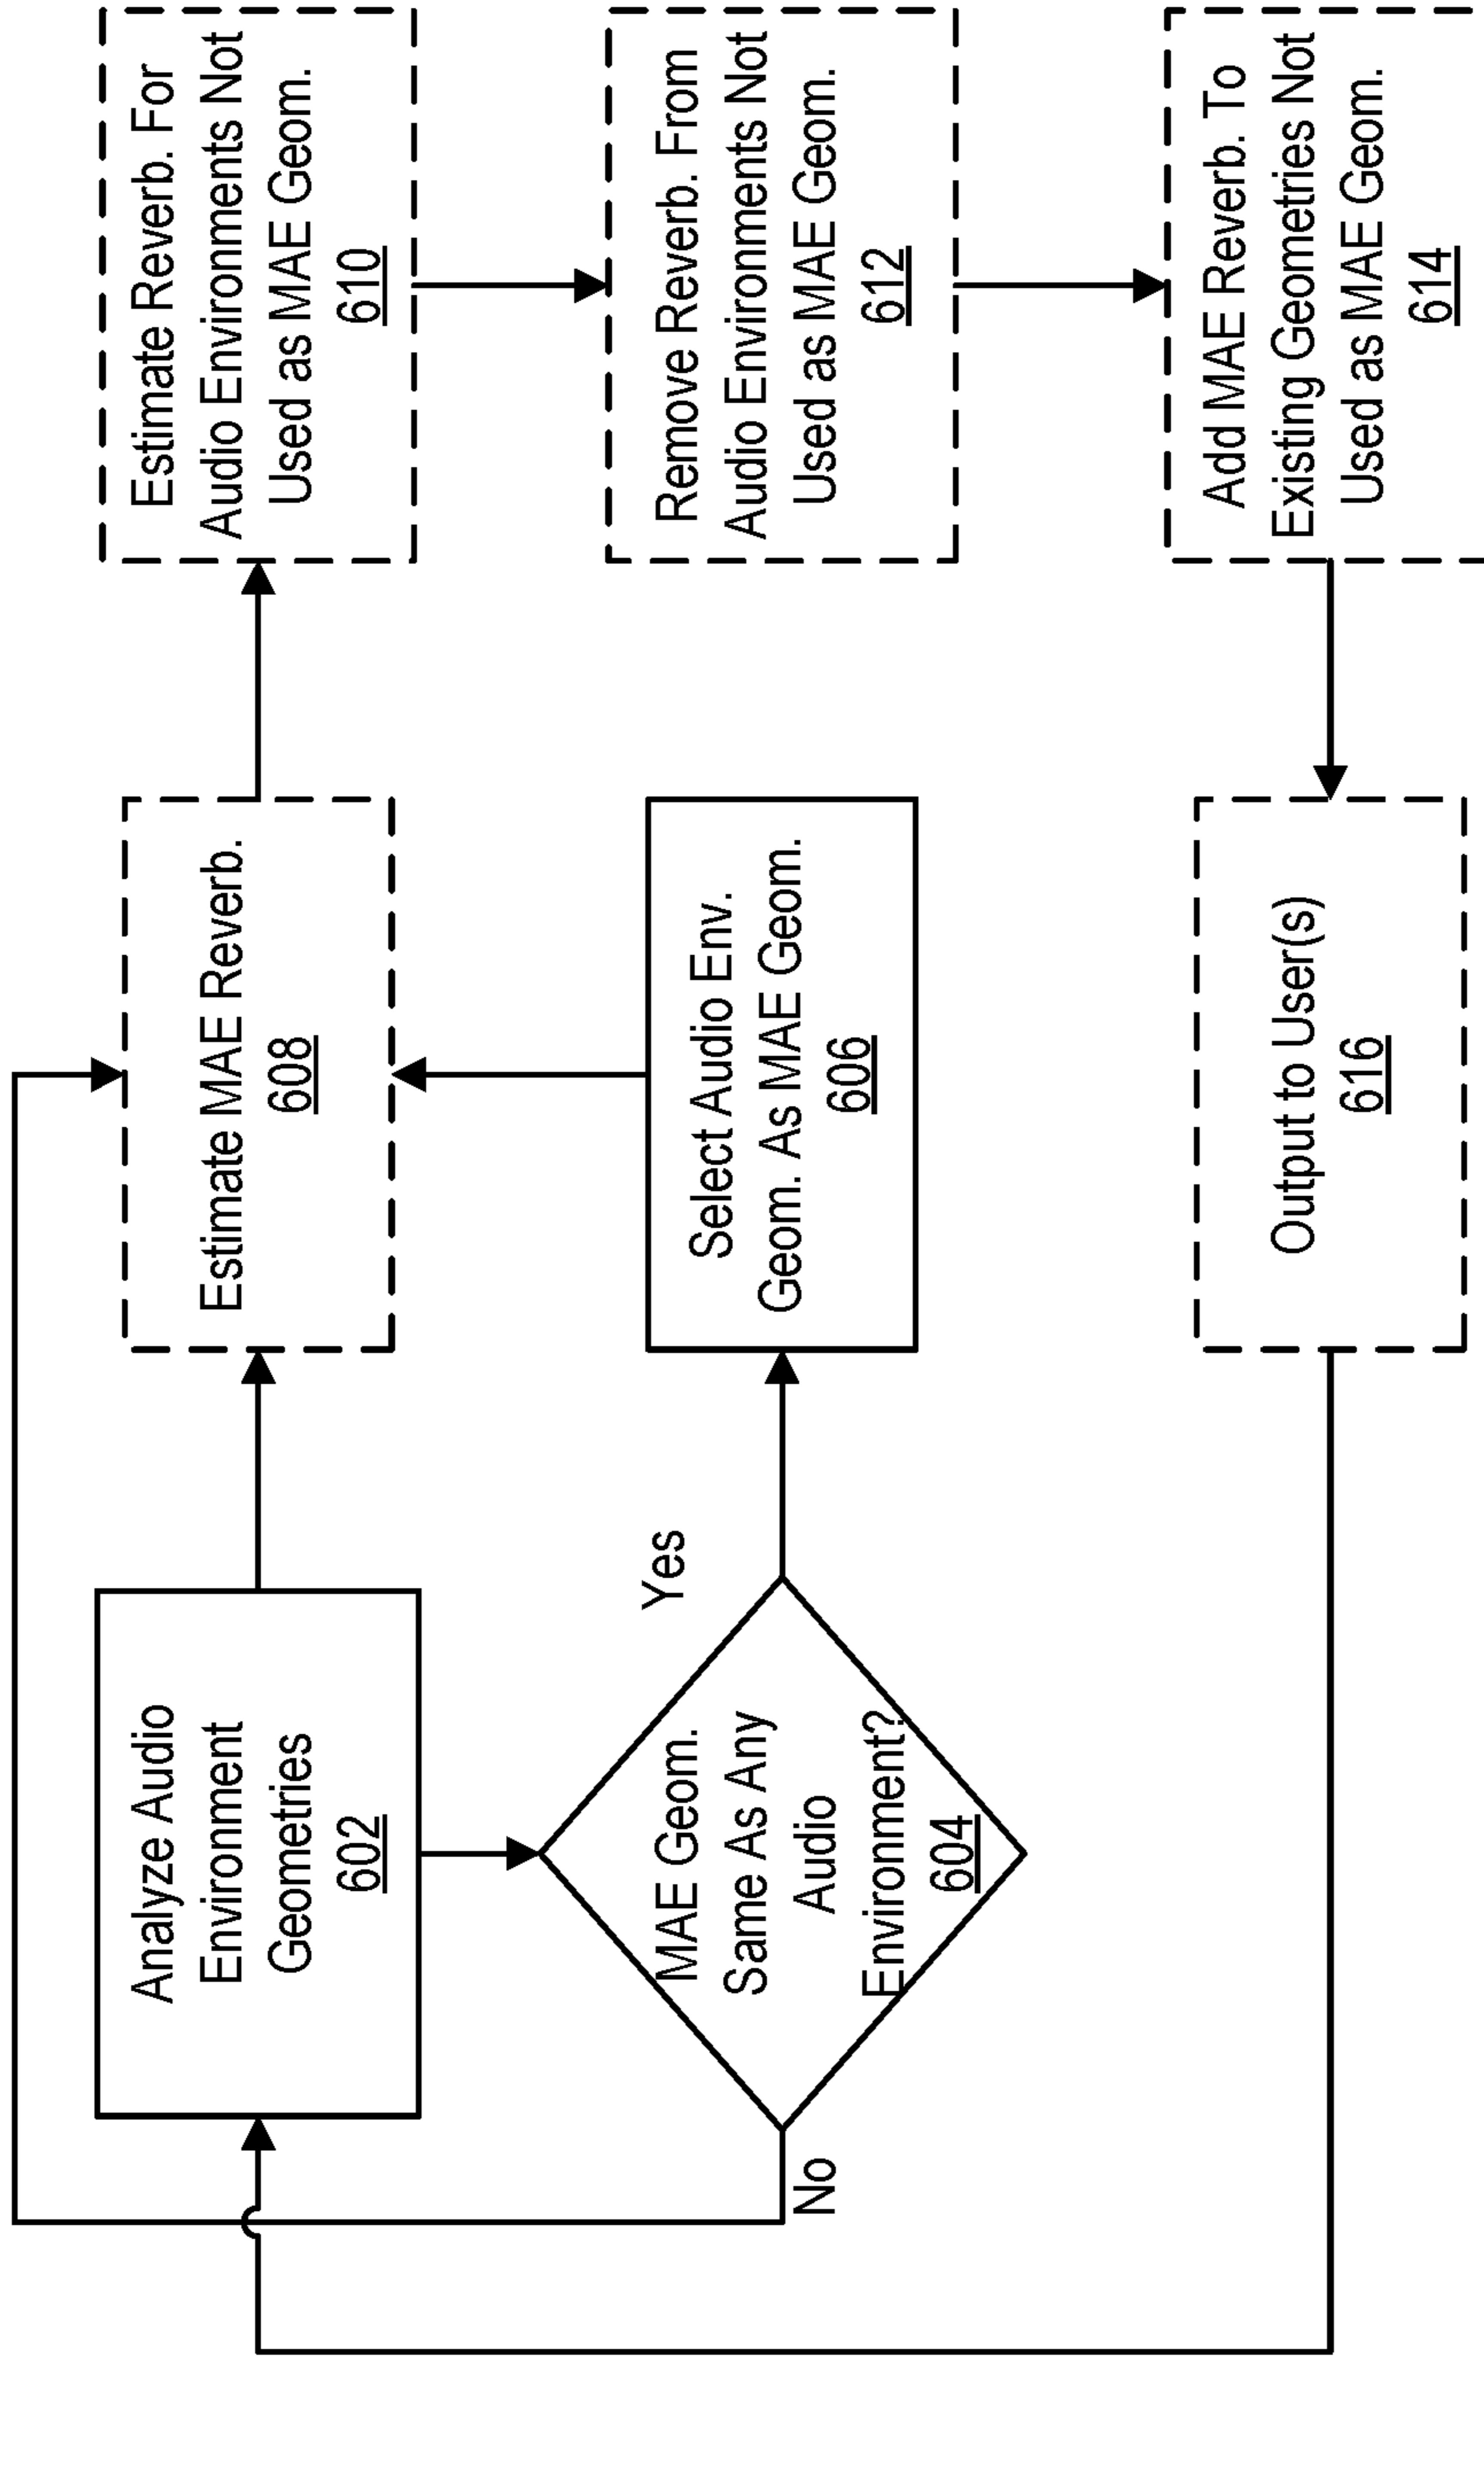 Analyze Audio
Environment
Geometries
602
MAE Geom.
Same As Any
Audio
Environment?
604
Yes
No
Select Audio Env.
Geom. As MAE Geom.
606
Estimate MAE Reverb.
608
Estimate Reverb. For
Audio Environments Not
Used as MAE Geom.
610
Remove Reverb. From
Audio Environments Not
Used as MAE Geom.
612
Add MAE Reverb. To
Existing Geometries Not
Used as MAE Geom.
614
Output to User(s)
616